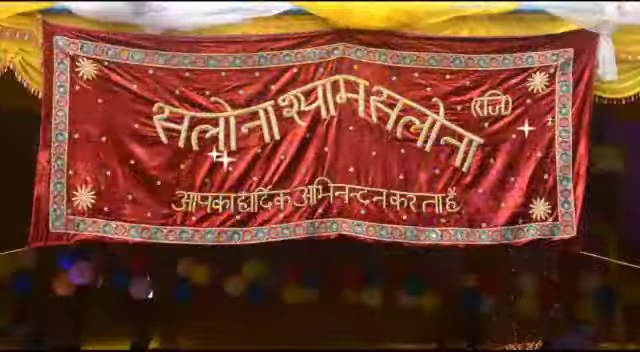 सलोना श्याम सलोना (रजि)
आपका हार्दिक अभिनन्दन करता है